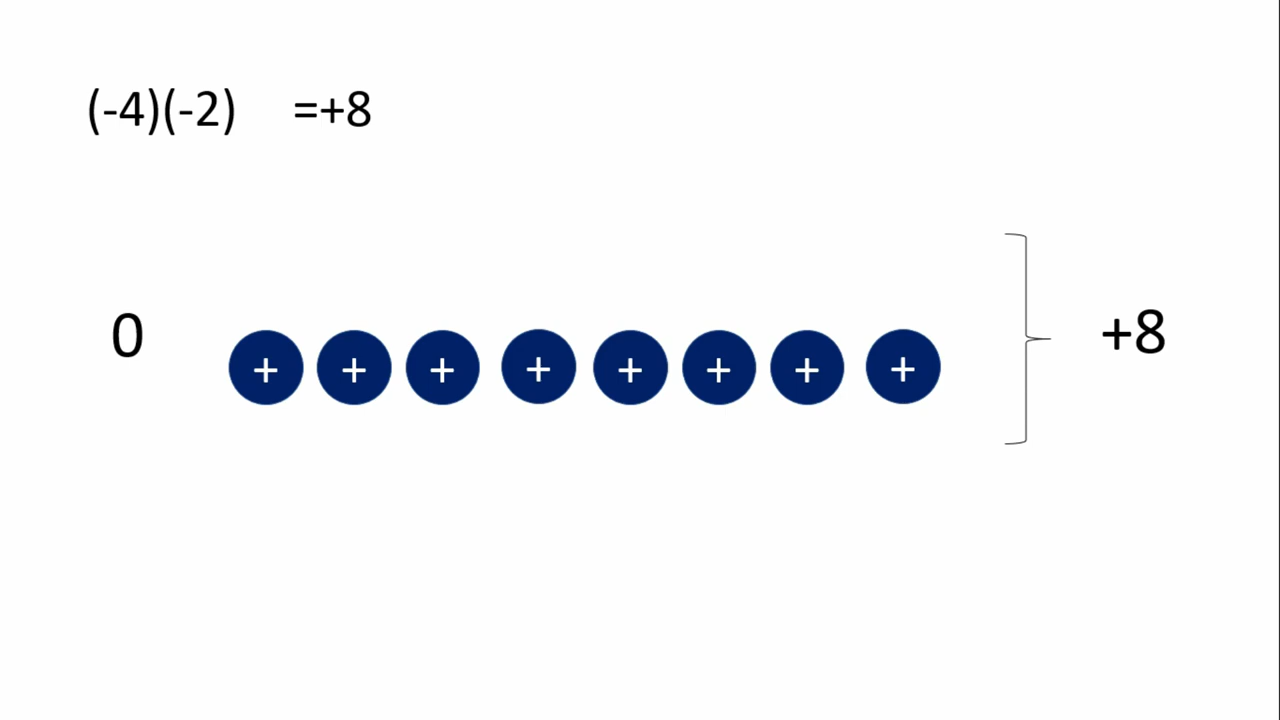 (-4)(-2) =+8
0 + + + + + + + + +8